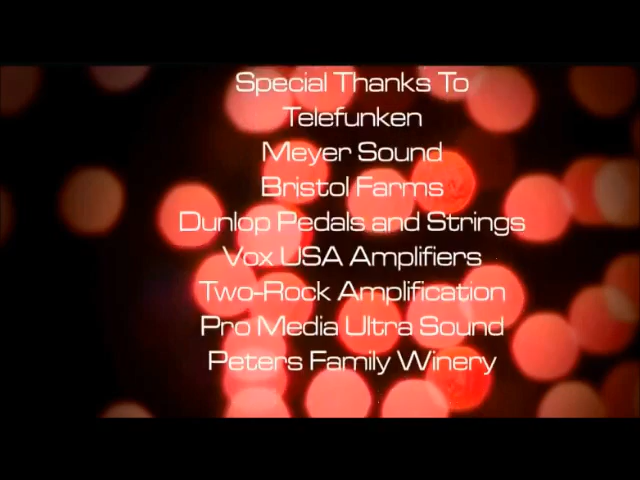 Special Thanks To
Telefunken
Meyer Sound
Bristol Farms
Dunlop Pedals and Strings
Vox USA Amplifiers
Two-Rock Amplification
Pro Media Ultra Sound
Peters Family Winery